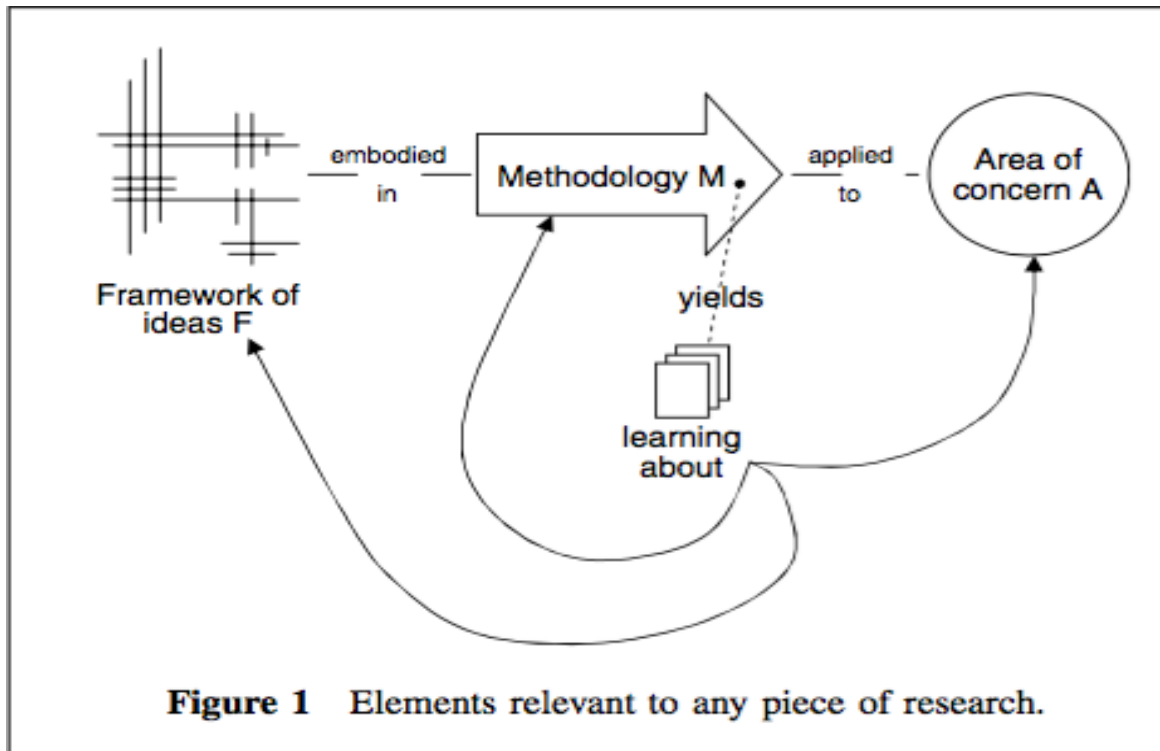 embodied
in
Methodology M
applied
to
Area of
concern A
Framework of
ideas F
yields
learning
about
Figure 1 Elements relevant to any piece of research.